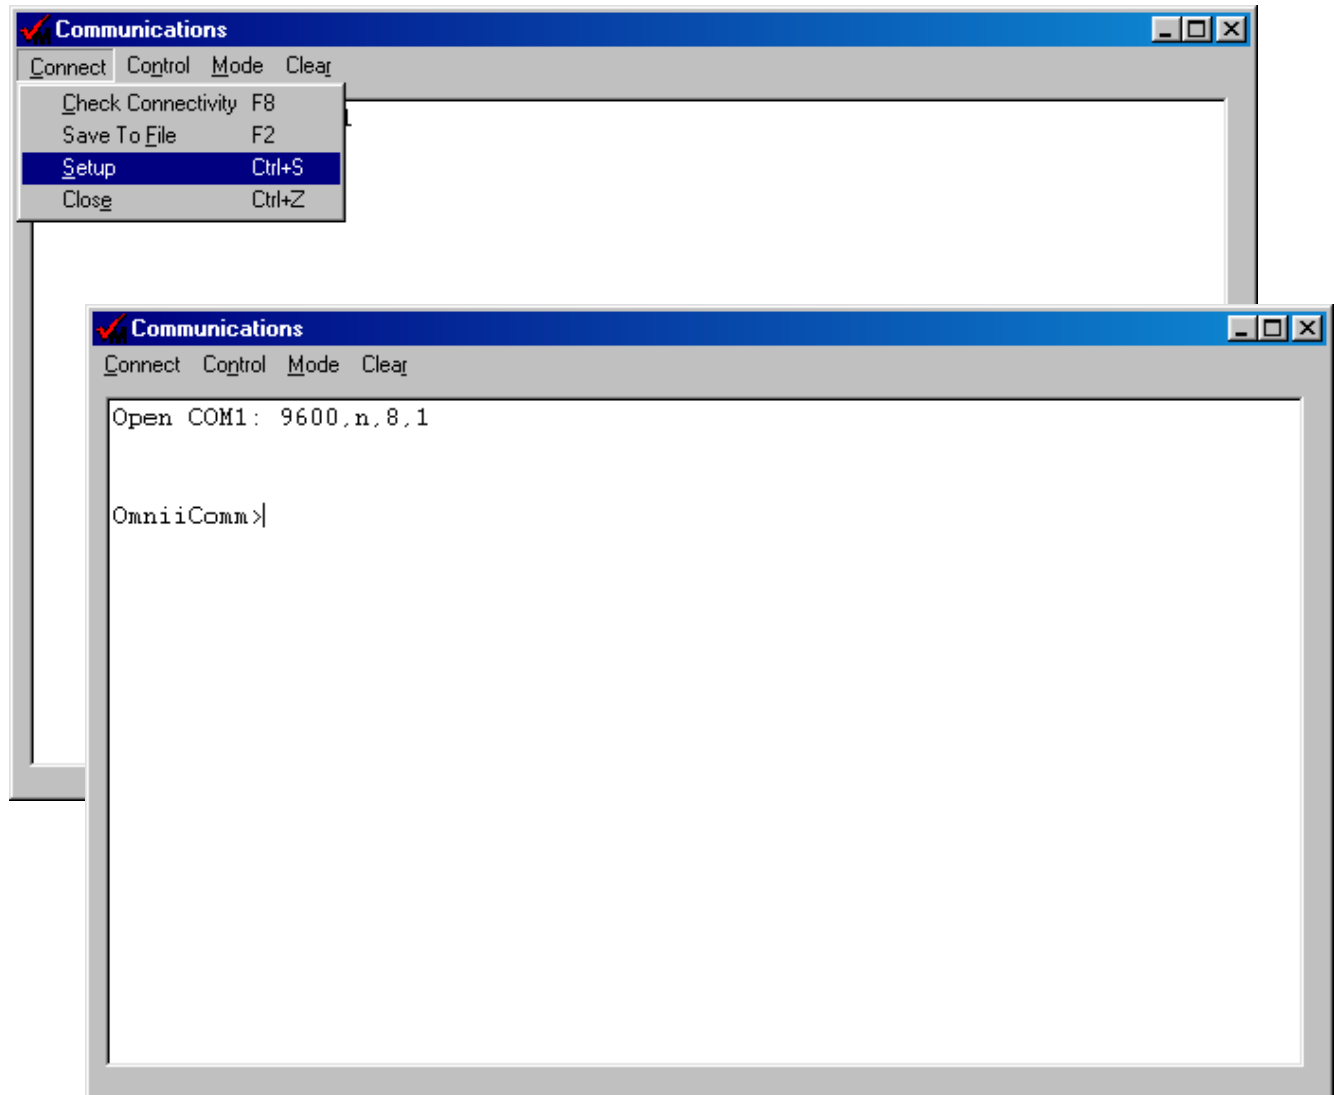 Communications
Connect Control Mode Clear
Check Connectivity F8
Save To File F2
Setup Ctrl+S
Close Ctrl+Z
Communications
Connect Control Mode Clear
Open COM1: 9600,n,8,1
OmniiComm>